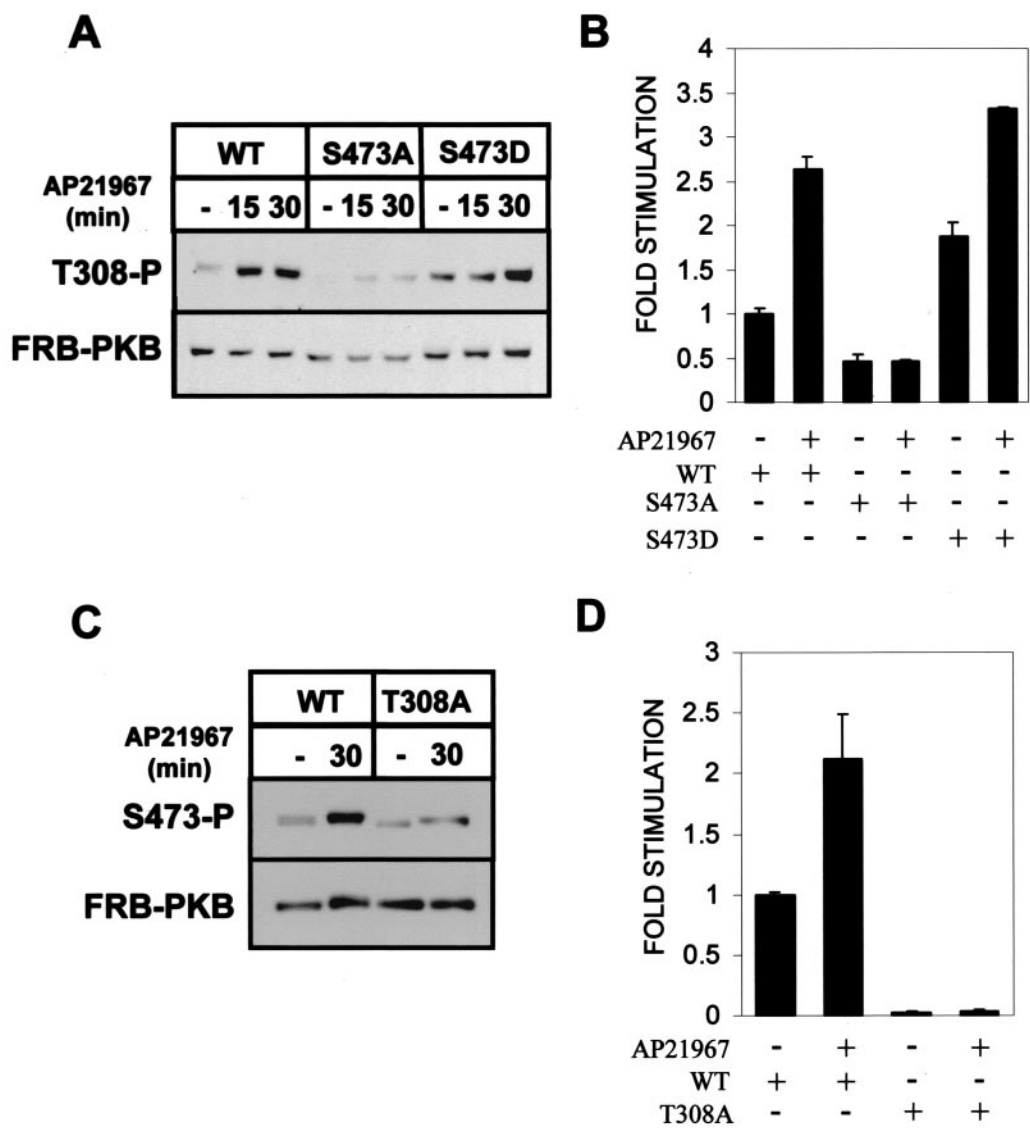 A
WT S473A S473D
AP21967 (min) - 15 30 - 15 30 - 15 30
T308-P
FRB-PKB
B
FOLD STIMULATION
4
3.5
3
2.5
2
1.5
1
0.5
0
AP21967 - + - + - +
WT + + - - - -
S473A - - + + - -
S473D - - - - + +
C
WT T308A
AP21967 (min) - 30 - 30
S473-P
FRB-PKB
D
FOLD STIMULATION
3
2.5
2
1.5
1
0.5
0
AP21967 - + - +
WT + + - -
T308A - - + +